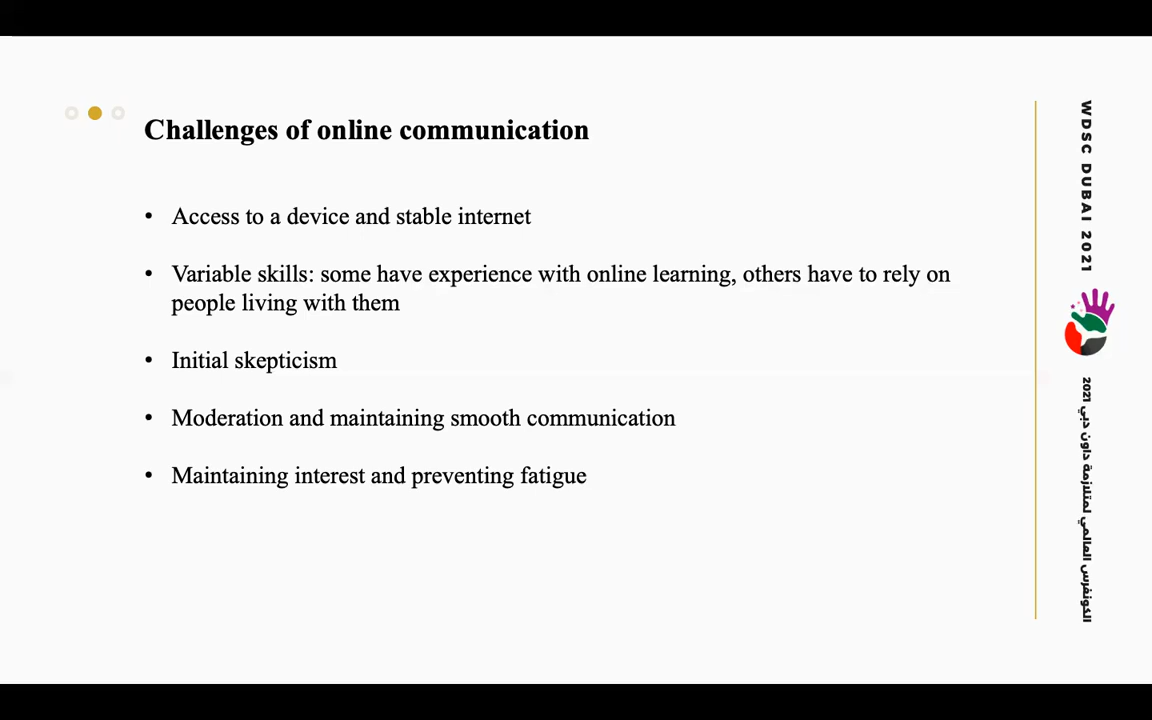 Challenges of online communication
• Access to a device and stable internet
• Variable skills: some have experience with online learning, others have to rely on
people living with them
• Initial skepticism
• Moderation and maintaining smooth communication
• Maintaining interest and preventing fatigue
WDSC DUBAI 2021
الكونفرس العالمي لمتلازمة داون دبي 2021